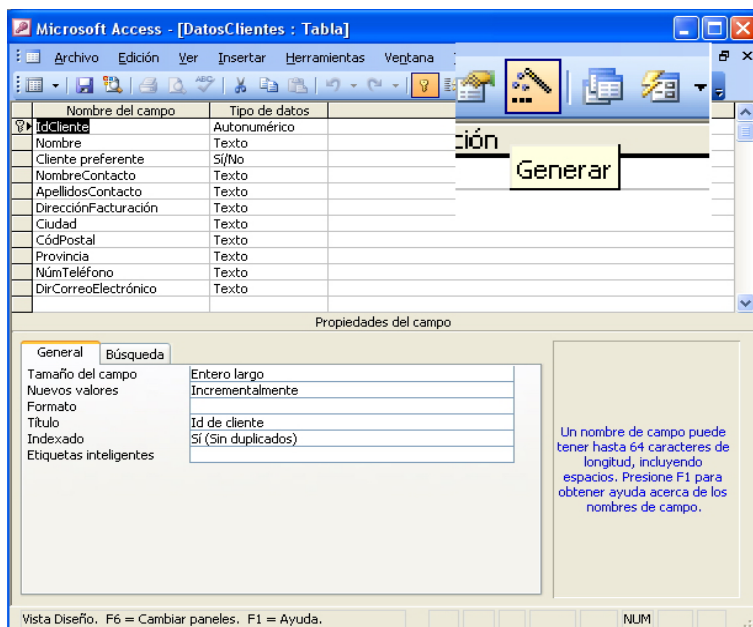 Microsoft Access - [DatosClientes : Tabla]
Archivo Edición Ver Insertar Herramientas Ventana
Nombre del campo Tipo de datos
ción
Generar
IdCliente Autonumérico
Nombre Texto
Cliente preferente Sí/No
NombreContacto Texto
ApellidosContacto Texto
DirecciónFacturación Texto
Ciudad Texto
CódPostal Texto
Provincia Texto
NúmTeléfono Texto
DirCorreoElectrónico Texto
Propiedades del campo
General Búsqueda
Tamaño del campo Entero largo
Nuevos valores Incrementalmente
Formato
Título Id de cliente
Indexado Sí (Sin duplicados)
Etiquetas inteligentes
Un nombre de campo puede
tener hasta 64 caracteres de
longitud, incluyendo
espacios. Presione F1 para
obtener ayuda acerca de los
nombres de campo.
Vista Diseño. F6 = Cambiar paneles. F1 = Ayuda. NUM